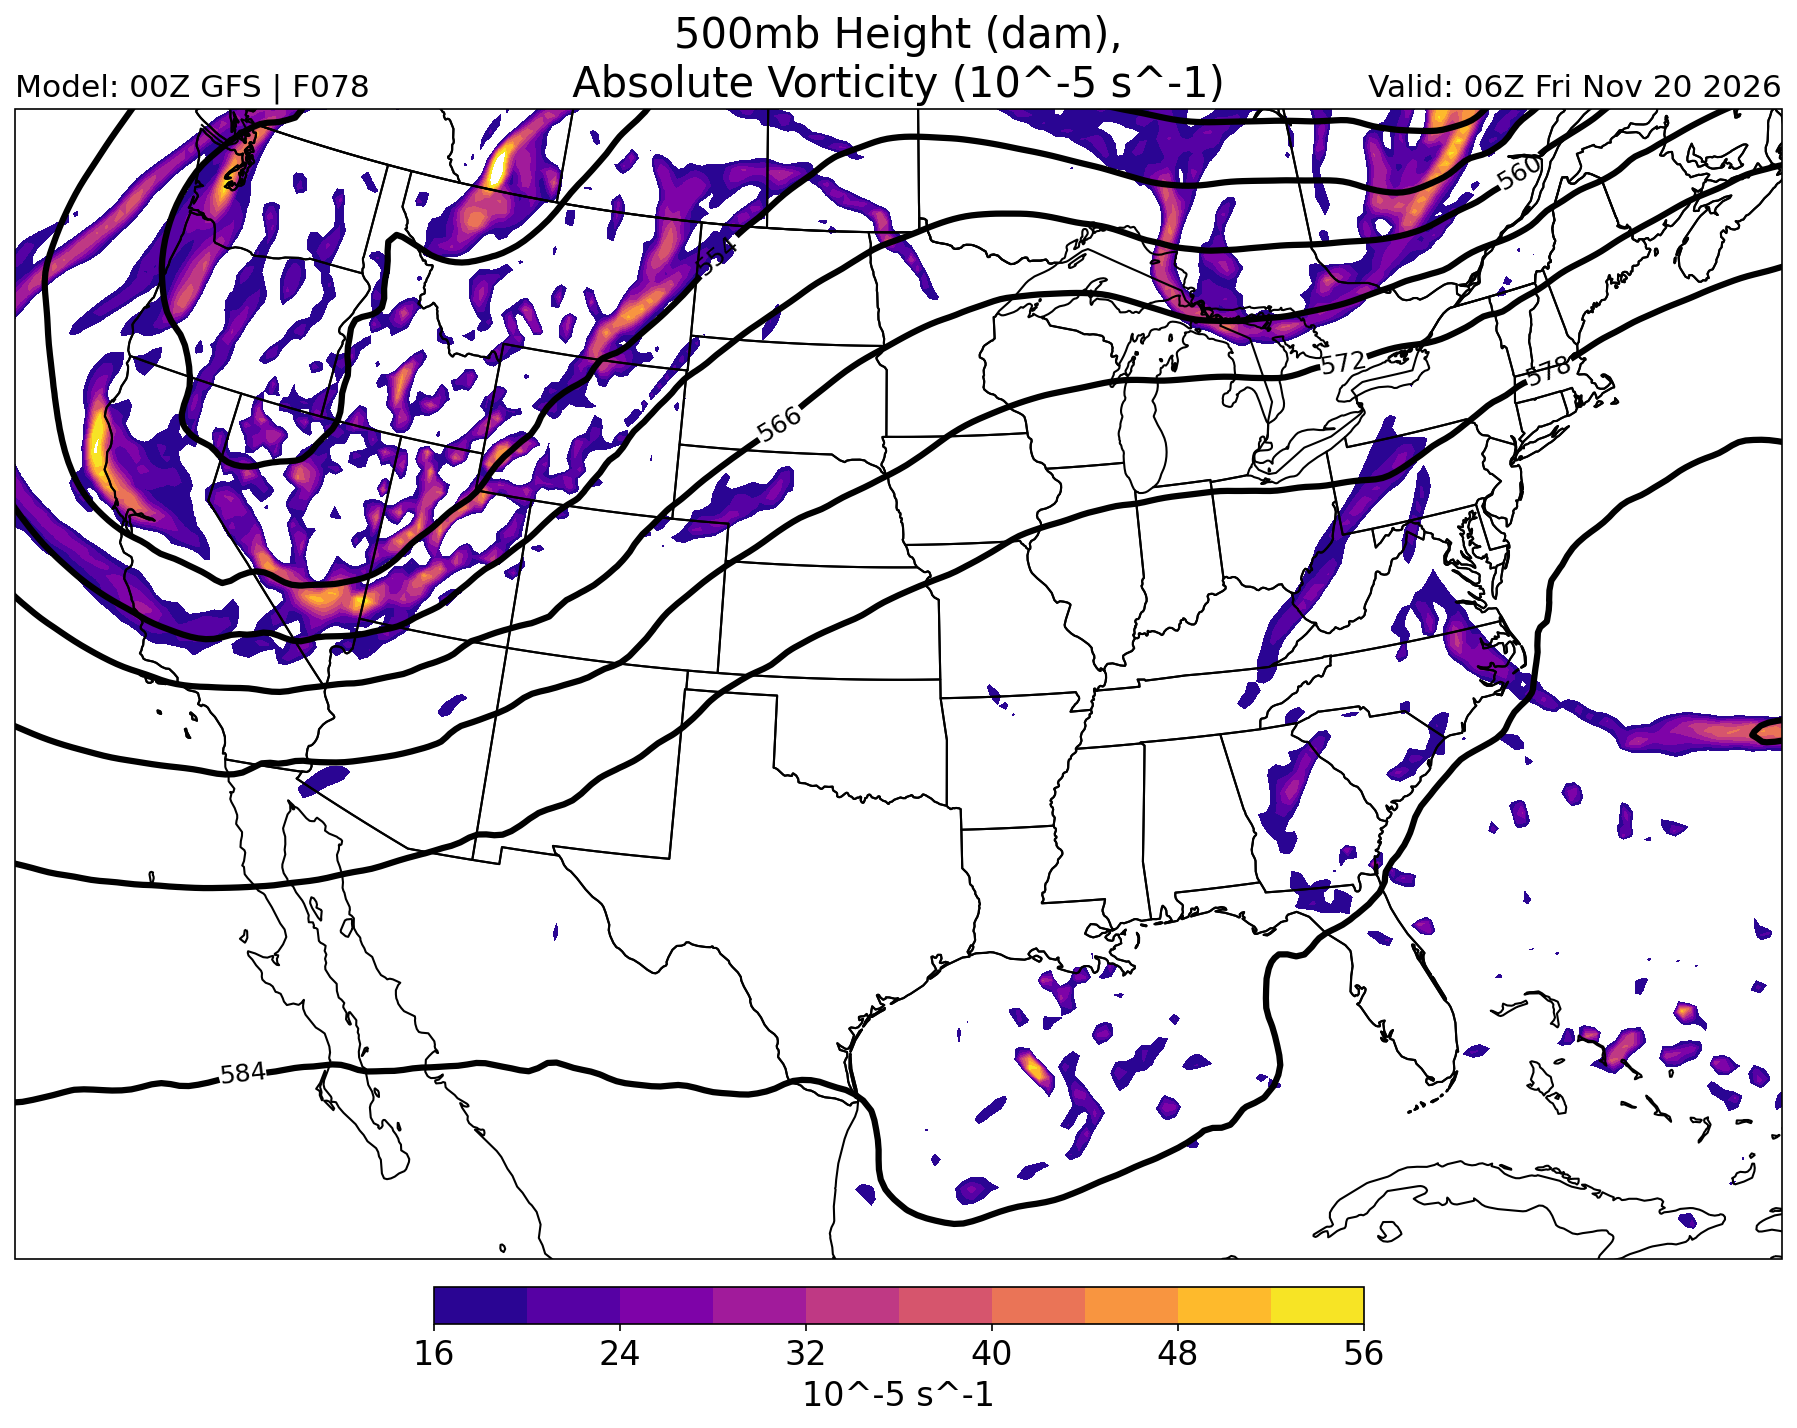 500mb Height (dam),
Absolute Vorticity (10^-5 s^-1)
Model: 00Z GFS | F078
Valid: 06Z Fri Nov 20 2026
560
554
572
578
566
584
16 24 32 40 48 56
10^-5 s^-1